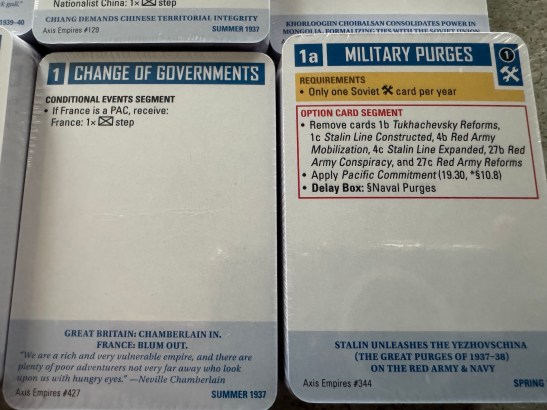 Nationalist China: 1× step
CHIANG DEMANDS CHINESE TERRITORIAL INTEGRITY
Axis Empires #129
SUMMER 1937
1939–40
KHORLOOGIIN CHOIBALSAN CONSOLIDATES POWER IN
MONGOLIA, FORMALIZING TIES WITH THE SOVIET UNION
1 CHANGE OF GOVERNMENTS
CONDITIONAL EVENTS SEGMENT
• If France is a PAC, receive:
France: 1× step
GREAT BRITAIN: CHAMBERLAIN IN.
FRANCE: BLUM OUT.
"We are a rich and very vulnerable empire, and there are
plenty of poor adventurers not very far away who look
upon us with hungry eyes." —Neville Chamberlain
Axis Empires #427
SUMMER 1937
1a MILITARY PURGES
1
REQUIREMENTS
• Only one Soviet card per year
OPTION CARD SEGMENT
• Remove cards 1b Tukhachevsky Reforms,
1c Stalin Line Constructed, 4b Red Army
Mobilization, 4c Stalin Line Expanded, 27b Red
Army Conspiracy, and 27c Red Army Reforms
• Apply Pacific Commitment (19.30, *§10.8)
• Delay Box: §Naval Purges
STALIN UNLEASHES THE YEZHOVSCHINA
(THE GREAT PURGES OF 1937–38)
ON THE RED ARMY & NAVY
Axis Empires #344
SPRING